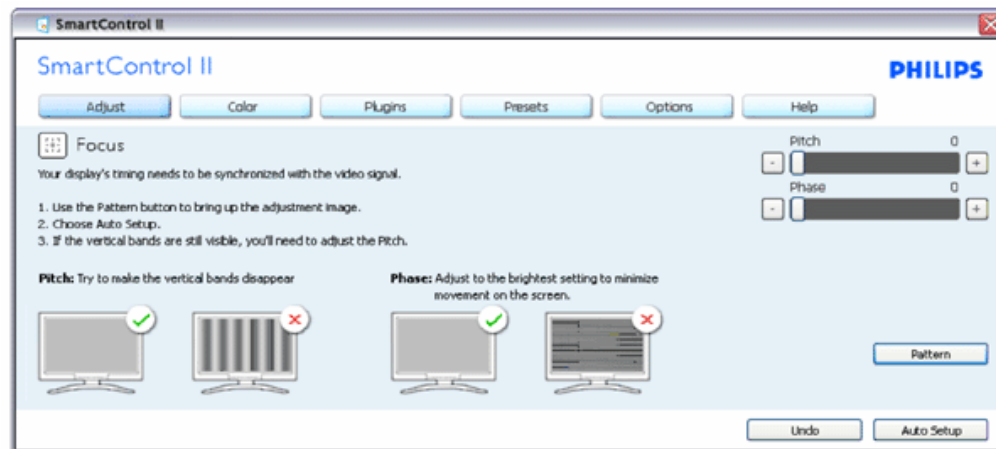 SmartControl II
SmartControl II
PHILIPS
Adjust Color Plugins Presets Options Help
Focus
Your display's timing needs to be synchronized with the video signal.
1. Use the Pattern button to bring up the adjustment image.
2. Choose Auto Setup.
3. If the vertical bands are still visible, you'll need to adjust the Pitch.
Pitch 0
- +
Phase 0
- +
Pitch: Try to make the vertical bands disappear
Phase: Adjust to the brightest setting to minimize
movement on the screen.
Pattern
Undo Auto Setup